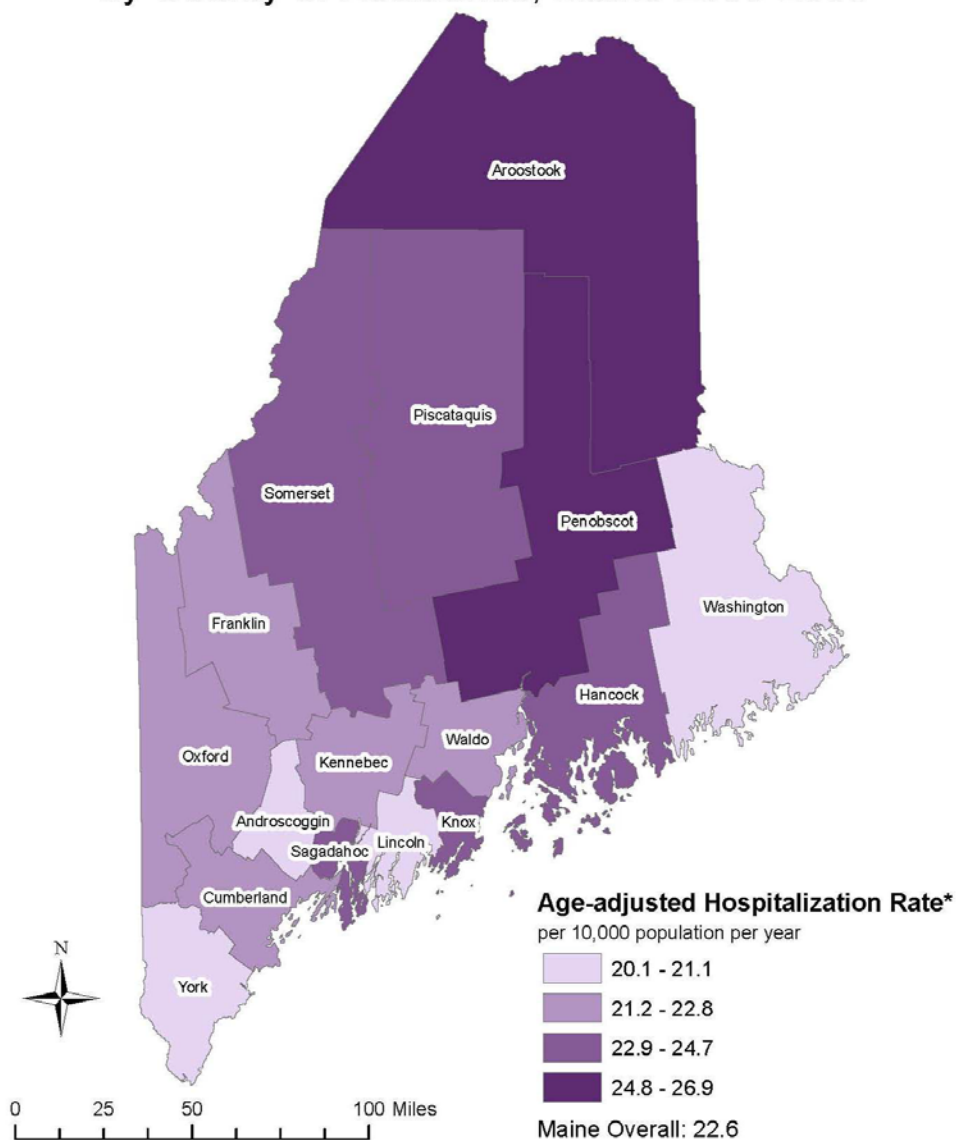 Aroostook
Piscataquis
Somerset
Penobscot
Washington
Franklin
Hancock
Waldo
Oxford
Kennebec
Androscoggin
Knox
Lincoln
Sagadahoc
Cumberland
York
N
0 25 50 100 Miles
Age-adjusted Hospitalization Rate*
per 10,000 population per year
20.1 - 21.1
21.2 - 22.8
22.9 - 24.7
24.8 - 26.9
Maine Overall: 22.6